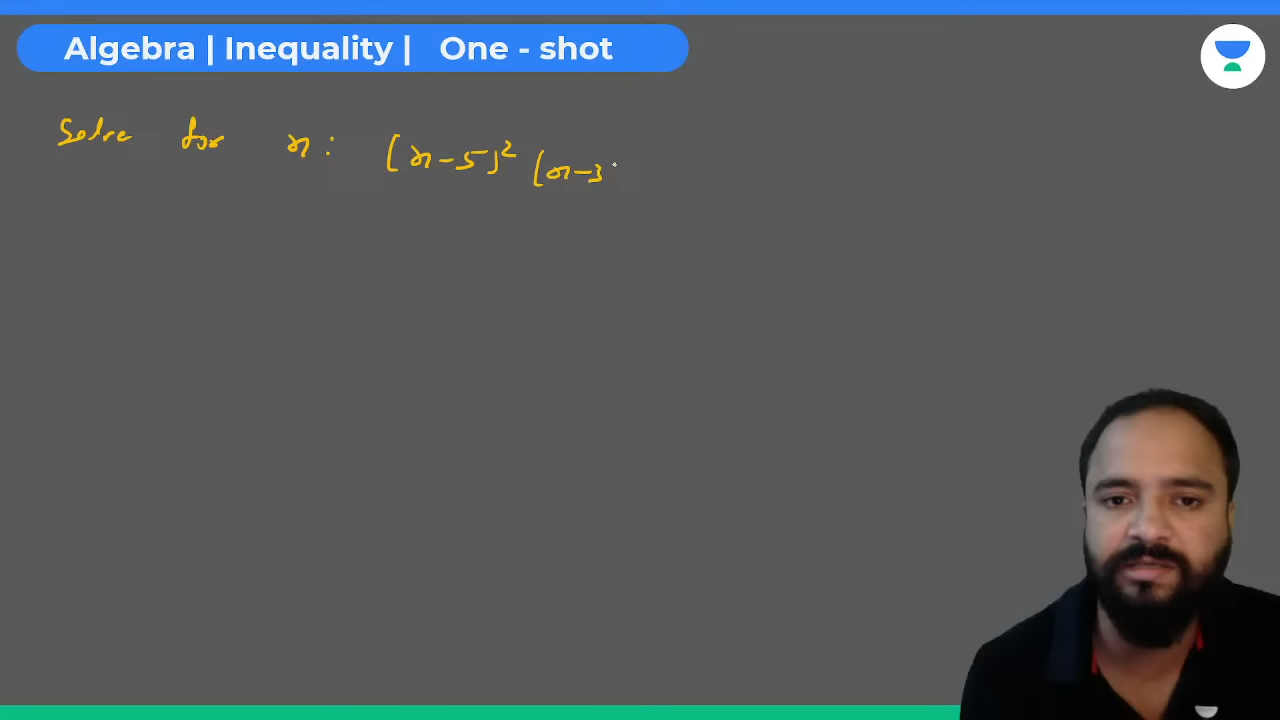 Algebra | Inequality | One - shot
Solve for x: (x-5)² (x-3